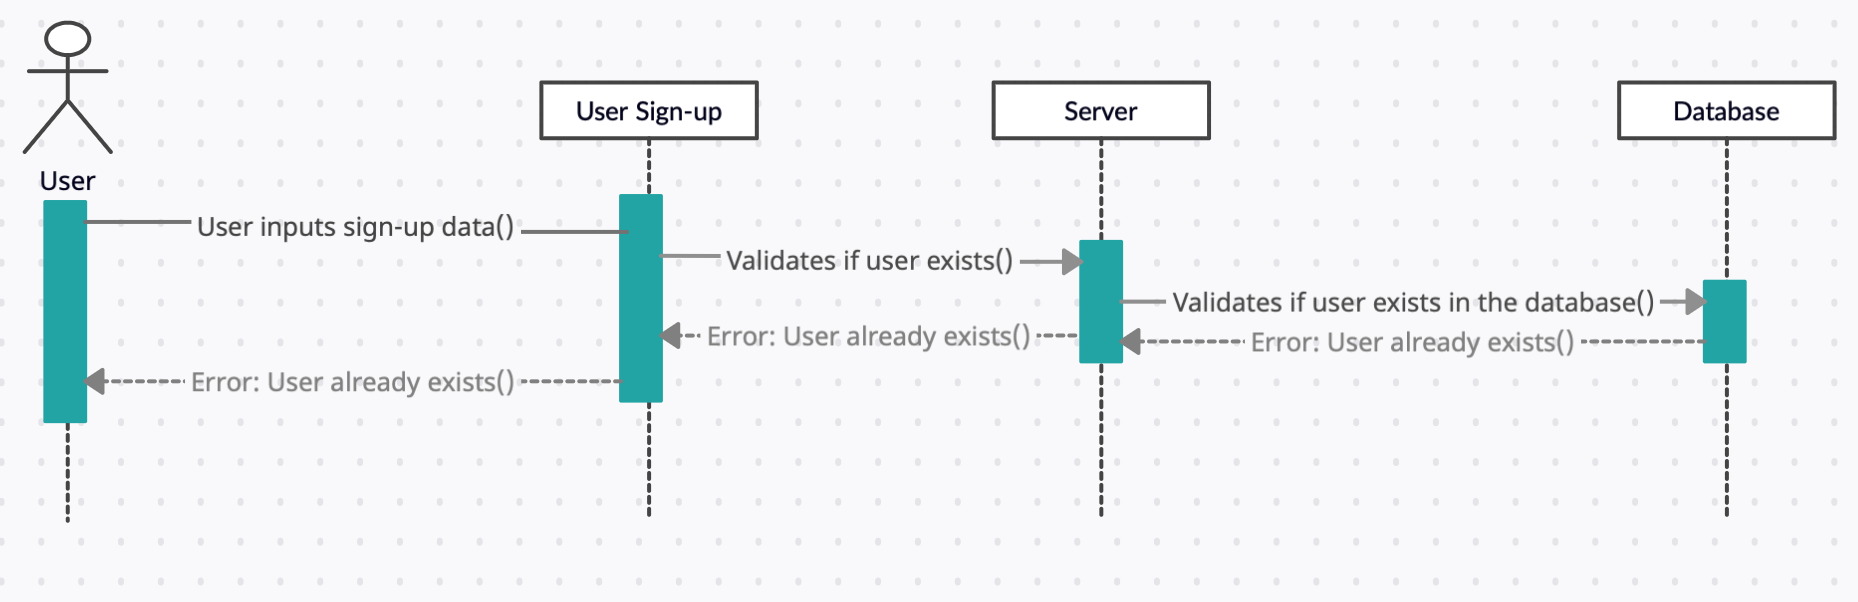 User Sign-up
Server
Database
User
User inputs sign-up data()
Validates if user exists()
Validates if user exists in the database()
Error: User already exists()
Error: User already exists()
Error: User already exists()